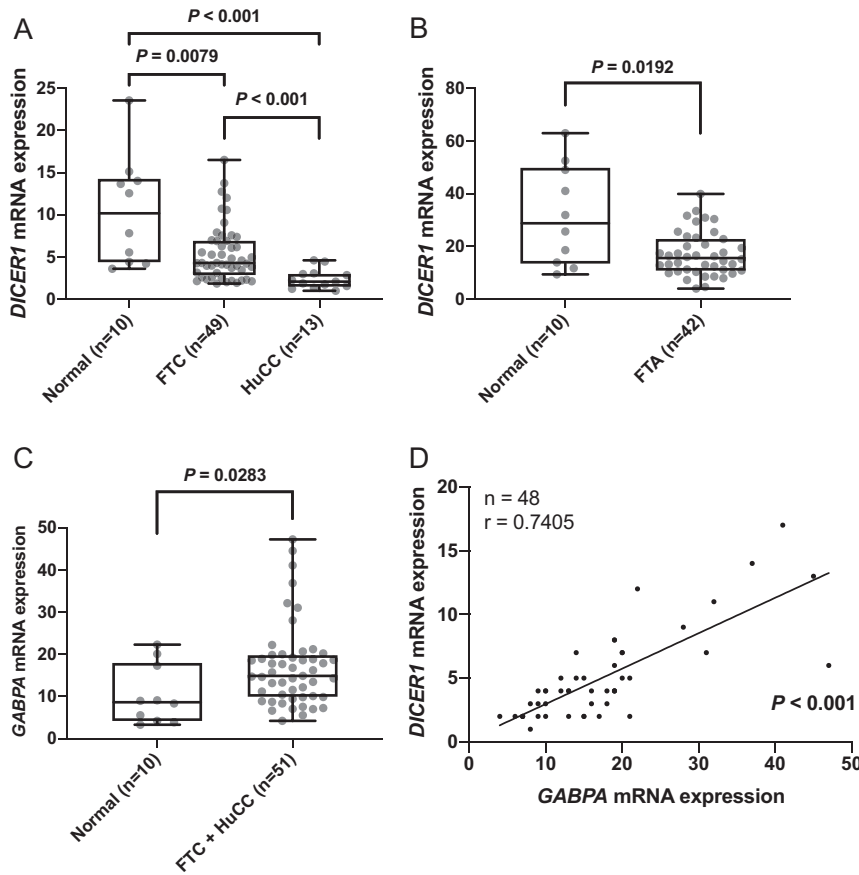 A
P < 0.001
P = 0.0079
P < 0.001
DICER1 mRNA expression
25
20
15
10
5
0
Normal (n=10)
FTC (n=49)
HuCC (n=13)
B
P = 0.0192
DICER1 mRNA expression
80
60
40
20
0
Normal (n=10)
FTA (n=42)
C
P = 0.0283
GABPA mRNA expression
50
40
30
20
10
0
Normal (n=10)
FTC + HuCC (n=51)
D
n = 48
r = 0.7405
DICER1 mRNA expression
20
15
10
5
0
P < 0.001
0
10
20
30
40
50
GABPA mRNA expression